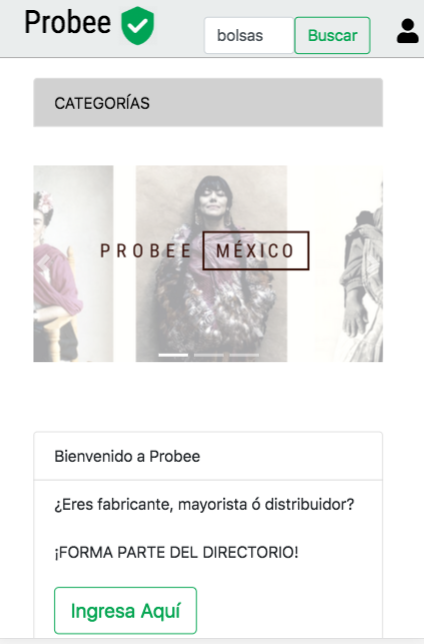 Probee
bolsas Buscar
CATEGORÍAS
PROBEE MÉXICO
Bienvenido a Probee
¿Eres fabricante, mayorista ó distribuidor?
¡FORMA PARTE DEL DIRECTORIO!
Ingresa Aquí